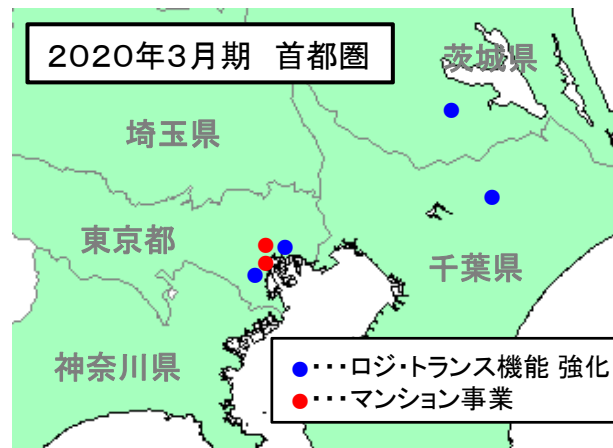 2020年3月期 首都圏
茨城県
埼玉県
東京都
千葉県
神奈川県
●・・・ロジ・トランス機能 強化
●・・・マンション事業